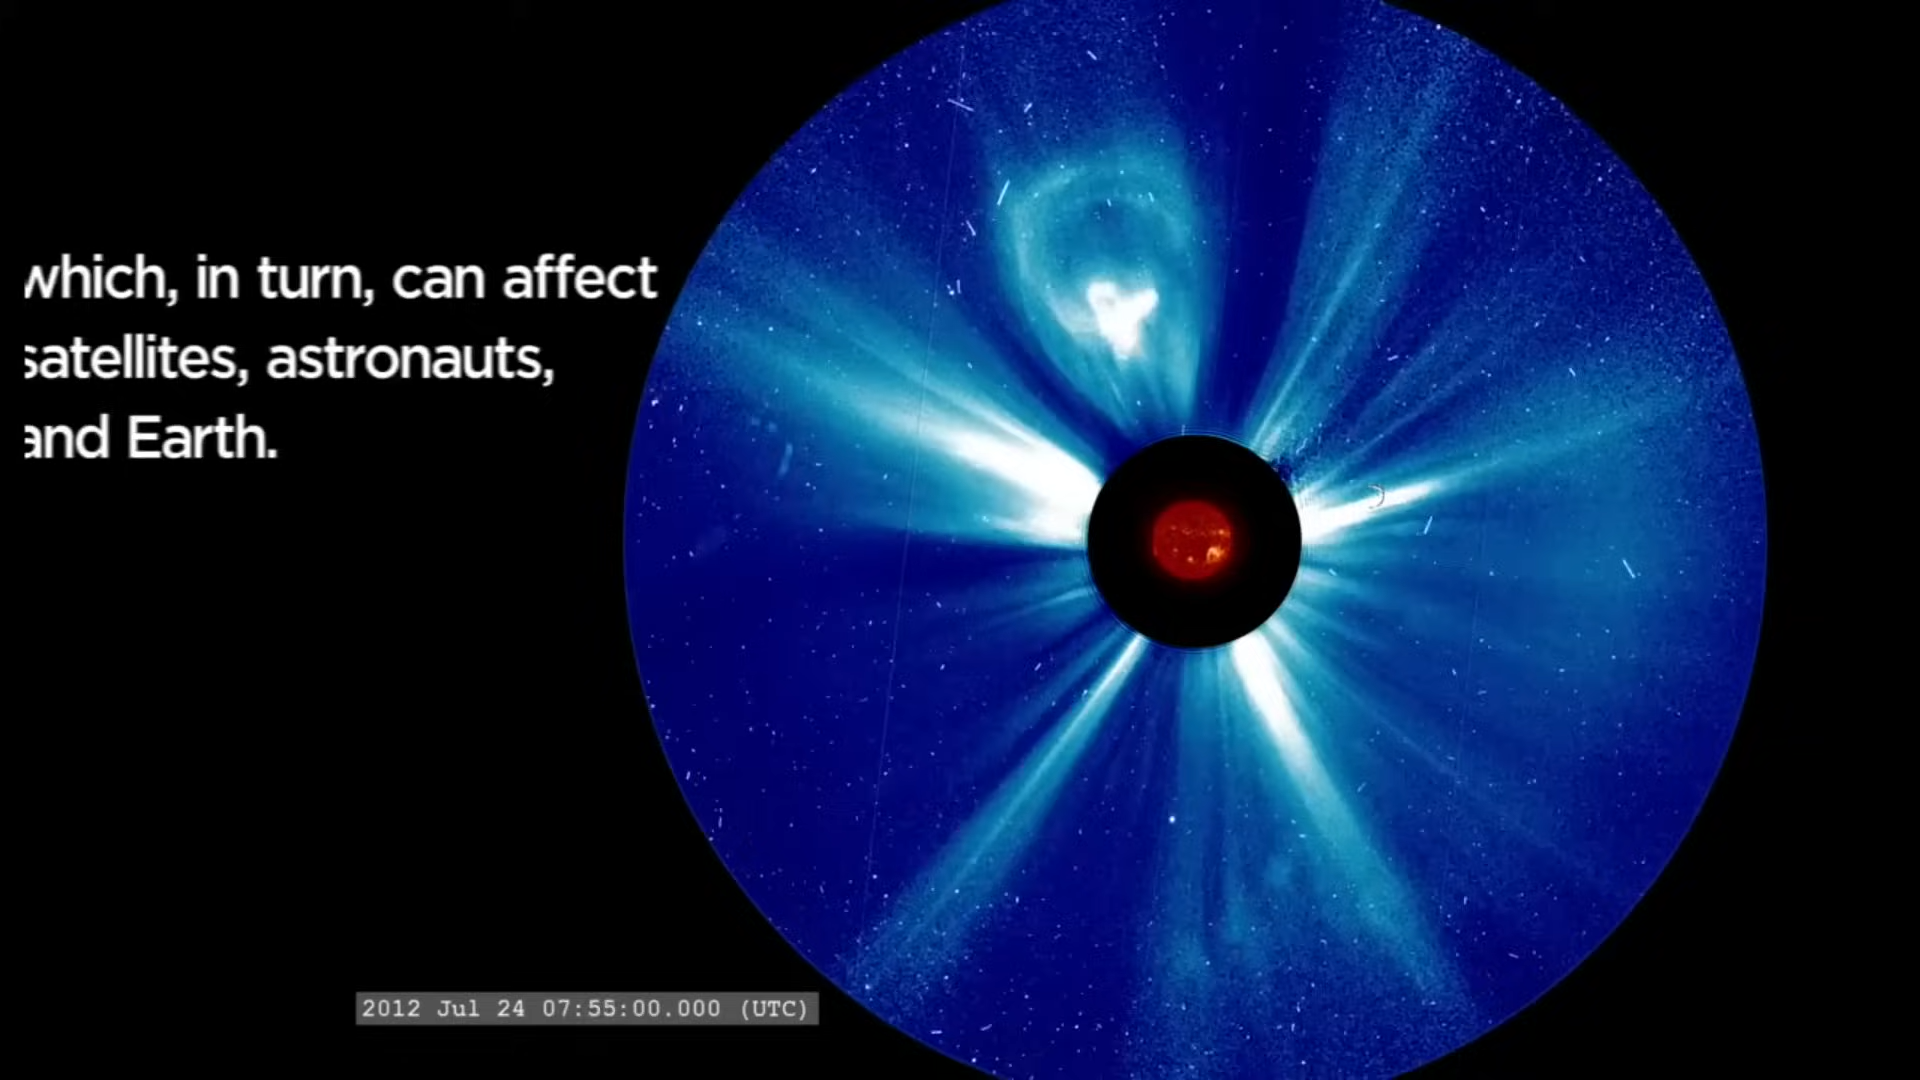 which, in turn, can affect
satellites, astronauts,
and Earth.
2012 Jul 24 07:55:00.000 (UTC)